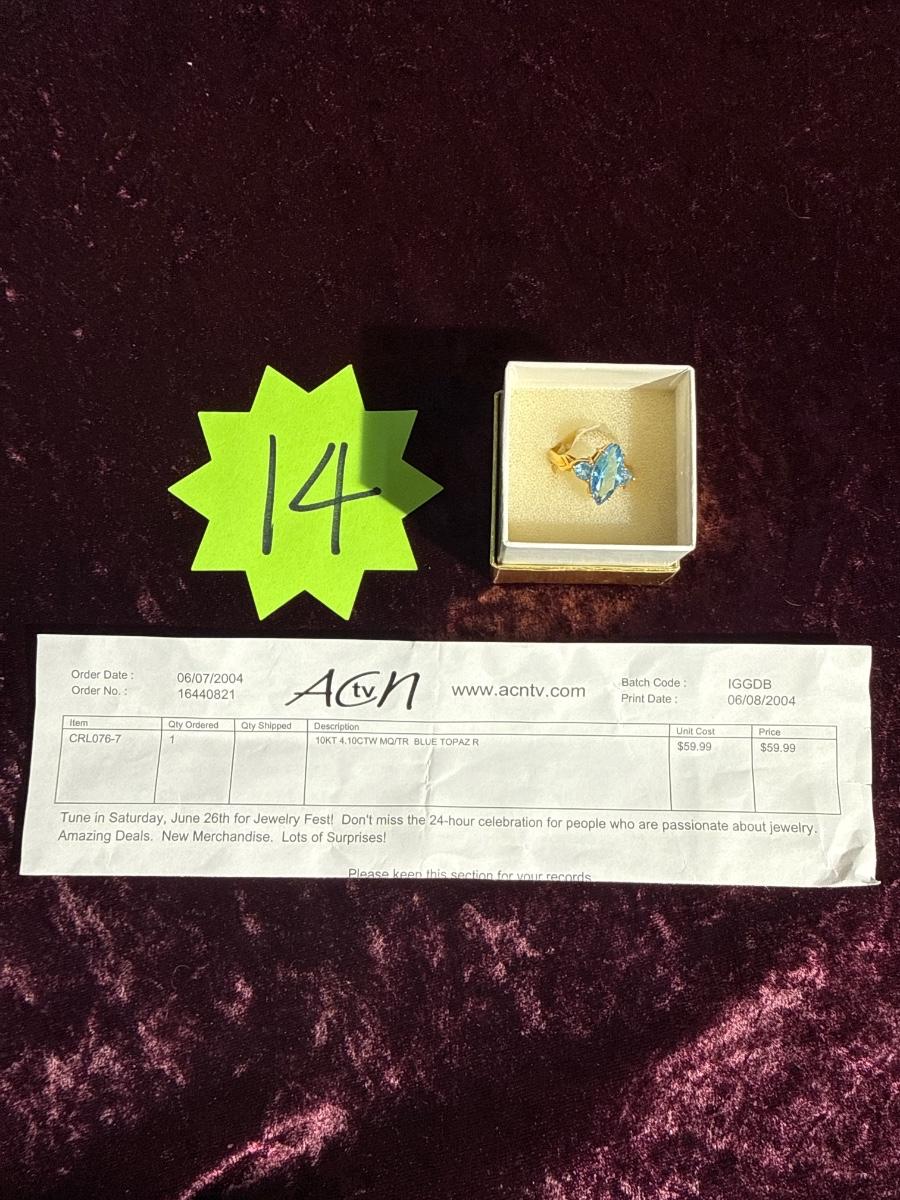 14
Order Date : 06/07/2004
Order No. : 16440821
ACN tv
www.acntv.com
Batch Code : IGGDB
Print Date : 06/08/2004
Item Qty Ordered Qty Shipped Description Unit Cost Price
CRL076-7 1 10KT 4.10CTW MQ/TR BLUE TOPAZ R $59.99 $59.99
Tune in Saturday, June 26th for Jewelry Fest! Don't miss the 24-hour celebration for people who are passionate about jewelry.
Amazing Deals. New Merchandise. Lots of Surprises!
Please keep this section for your records